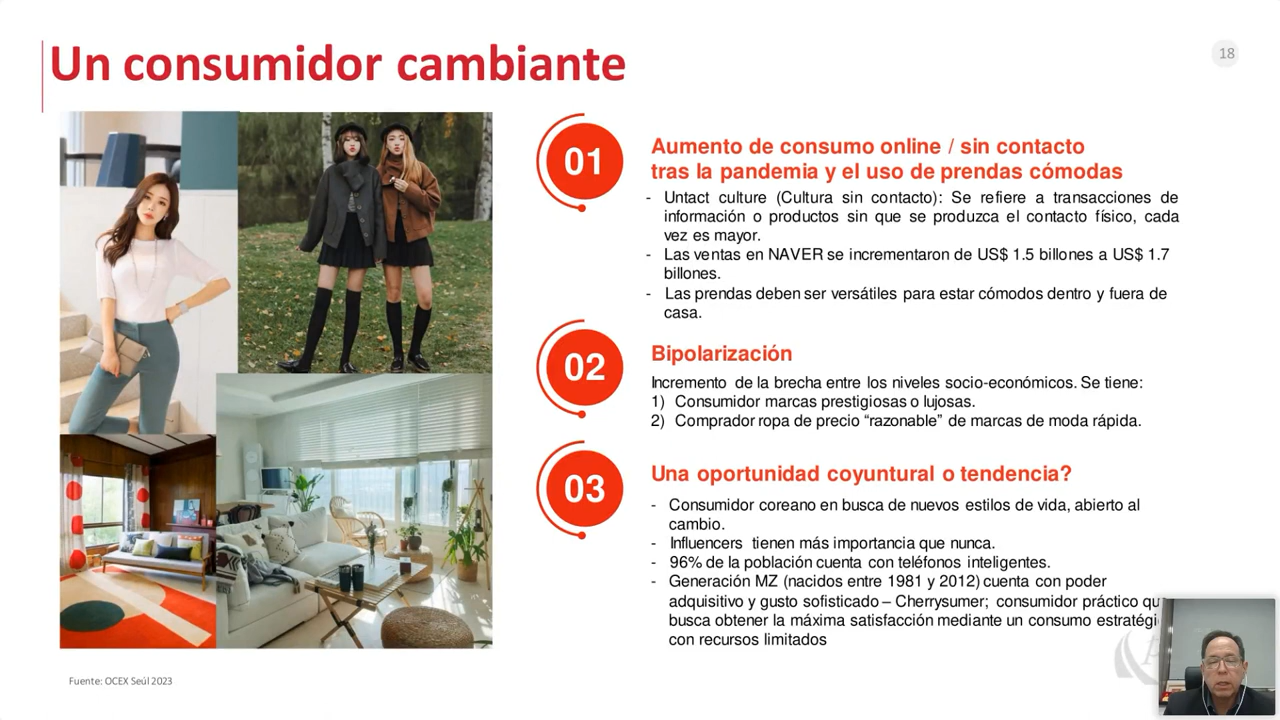 Un consumidor cambiante
18
01
Aumento de consumo online / sin contacto
tras la pandemia y el uso de prendas cómodas
- Untact culture (Cultura sin contacto): Se refiere a transacciones de
información o productos sin que se produzca el contacto físico, cada
vez es mayor.
- Las ventas en NAVER se incrementaron de US$ 1.5 billones a US$ 1.7
billones.
- Las prendas deben ser versátiles para estar cómodos dentro y fuera de
casa.
02
Bipolarización
Incremento de la brecha entre los niveles socio-económicos. Se tiene:
1) Consumidor marcas prestigiosas o lujosas.
2) Comprador ropa de precio “razonable” de marcas de moda rápida.
03
Una oportunidad coyuntural o tendencia?
- Consumidor coreano en busca de nuevos estilos de vida, abierto al
cambio.
- Influencers tienen más importancia que nunca.
- 96% de la población cuenta con teléfonos inteligentes.
- Generación MZ (nacidos entre 1981 y 2012) cuenta con poder
adquisitivo y gusto sofisticado – Cherrysumer; consumidor práctico
busca obtener la máxima satisfacción mediante un consumo
con recursos limitados
Fuente: OCEX Seúl 2023